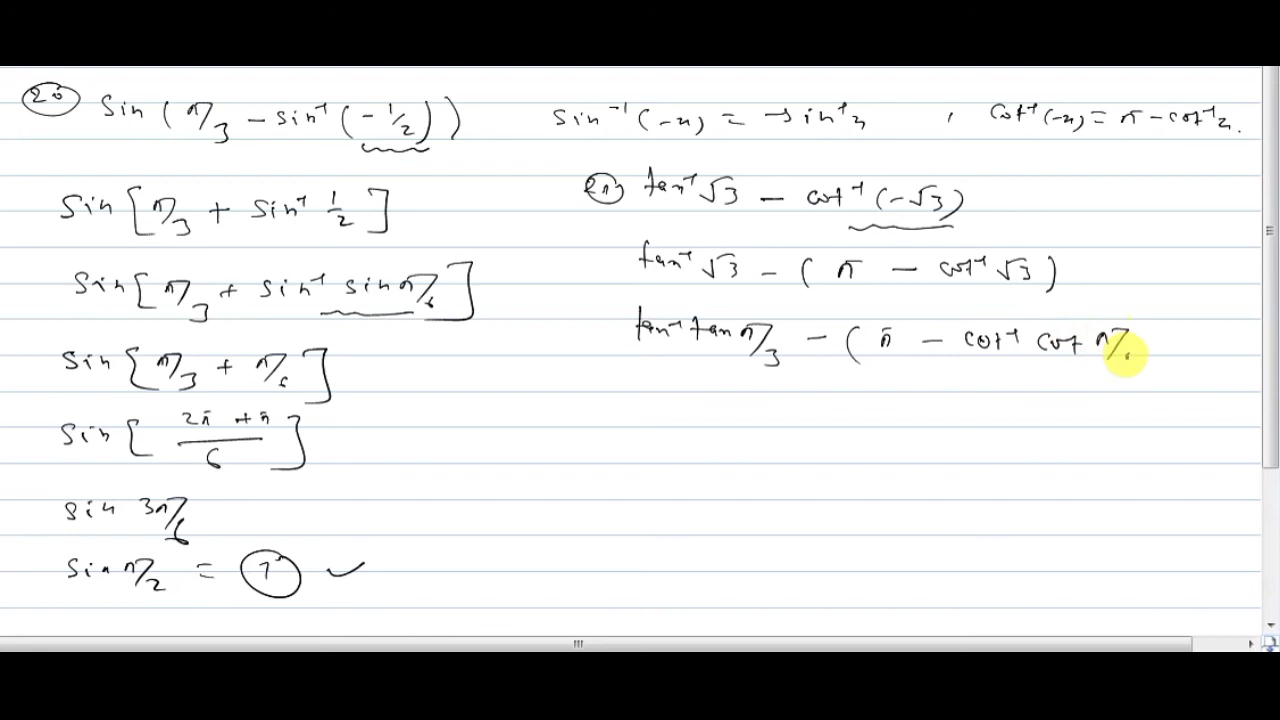 20 sin ( π/3 - sin⁻¹ ( -1/2 ) )
sin [ π/3 + sin⁻¹ 1/2 ]
sin [ π/3 + sin⁻¹ sin π/6 ]
sin [ π/3 + π/6 ]
sin [ (2π + π)/6 ]
sin 3π/6
sin π/2 = 1 ✓
sin⁻¹ (-x) = -sin⁻¹ x , cot⁻¹ (-x) = π - cot⁻¹ x.
21) tan⁻¹ √3 - cot⁻¹ (-√3)
tan⁻¹ √3 - ( π - cot⁻¹ √3 )
tan⁻¹ tan π/3 - ( π - cot⁻¹ cot π/